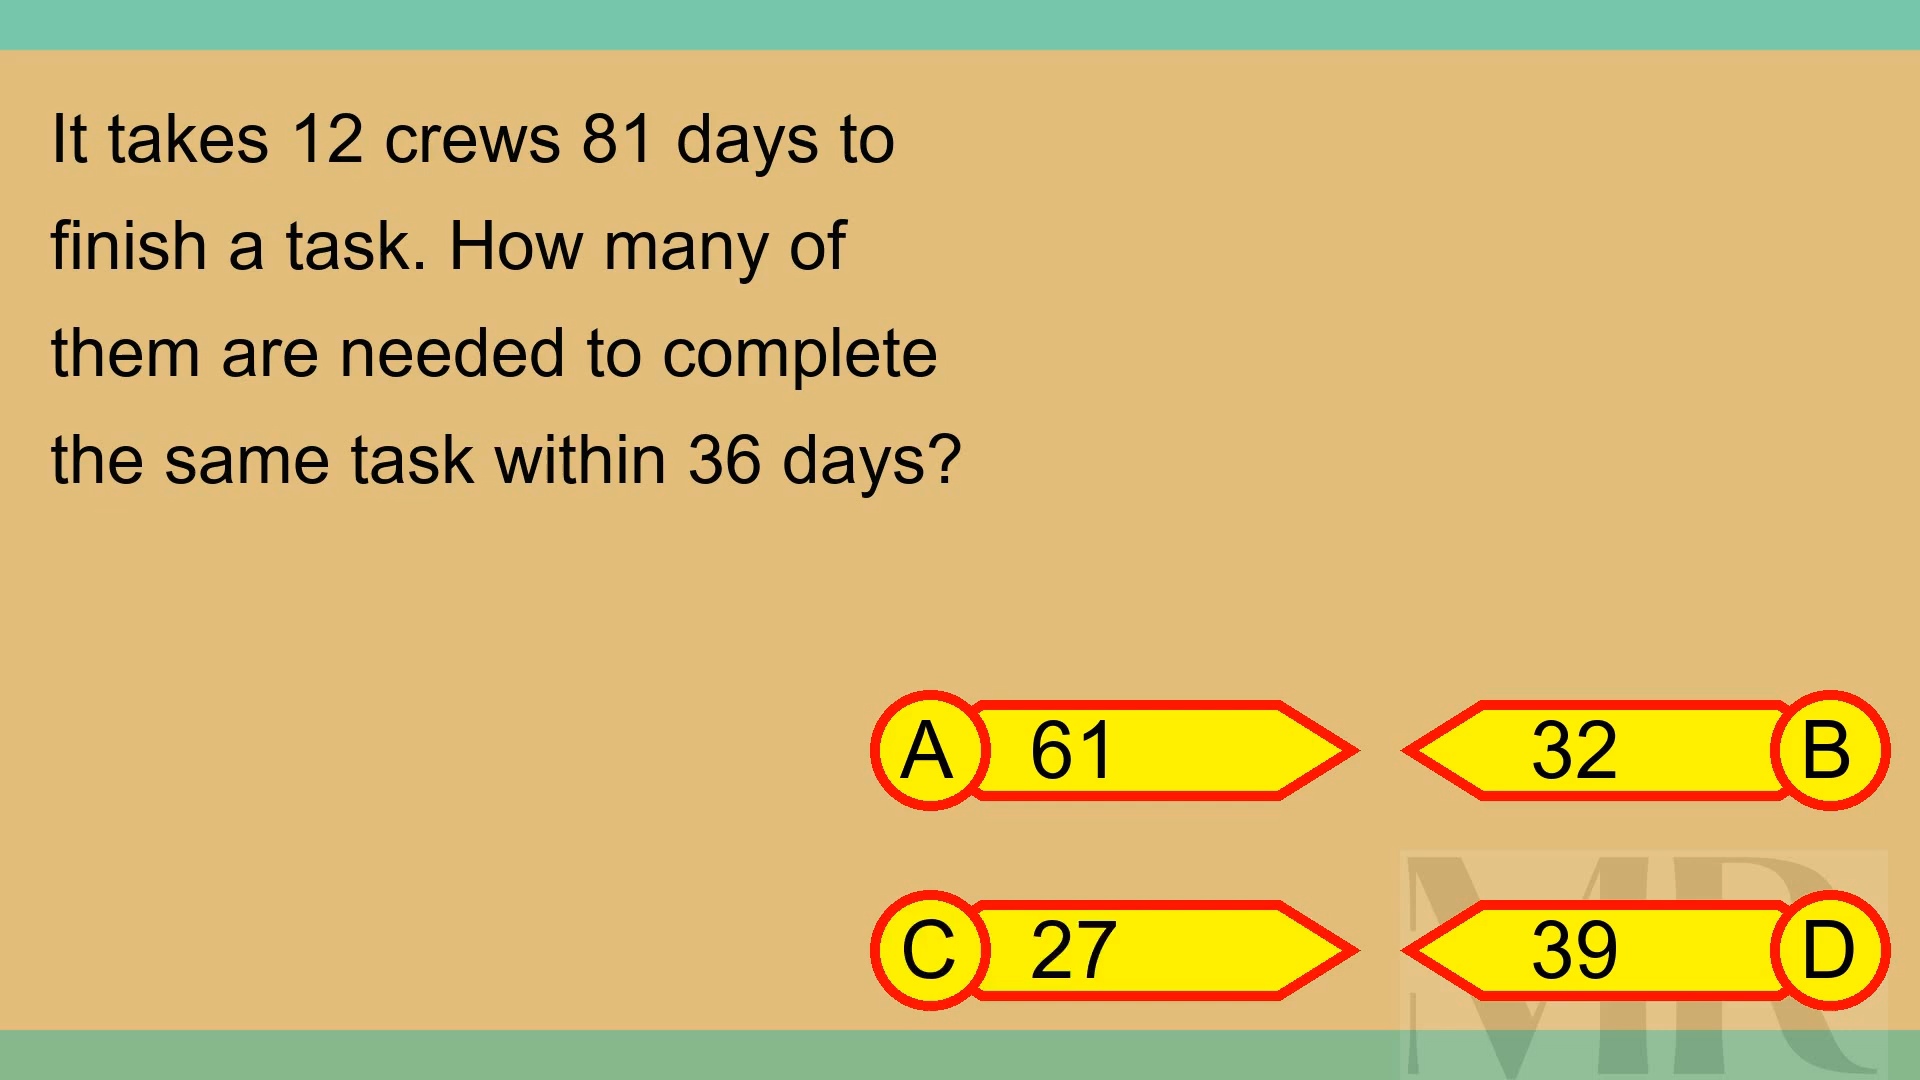 It takes 12 crews 81 days to
finish a task. How many of
them are needed to complete
the same task within 36 days?
A 61
32 B
C 27
39 D
MR